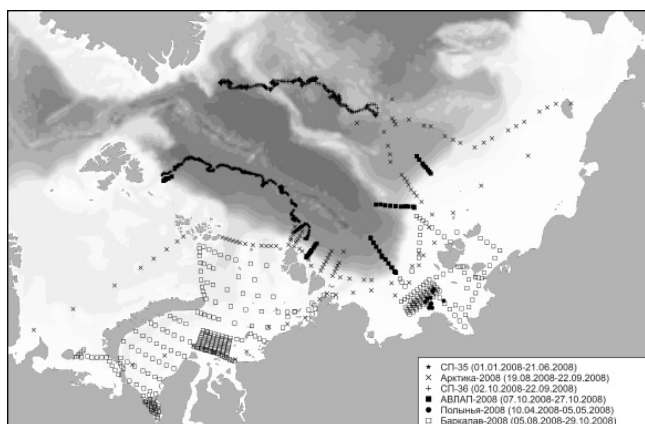 СП-35 (01.01.2008-21.06.2008)
Арктика-2008 (19.08.2008-22.09.2008)
СП-36 (02.10.2008-22.09.2008)
АВЛАП-2008 (07.10.2008-27.10.2008)
Полынья-2008 (10.04.2008-05.05.2008)
Баркалав-2008 (05.08.2008-29.10.2008)